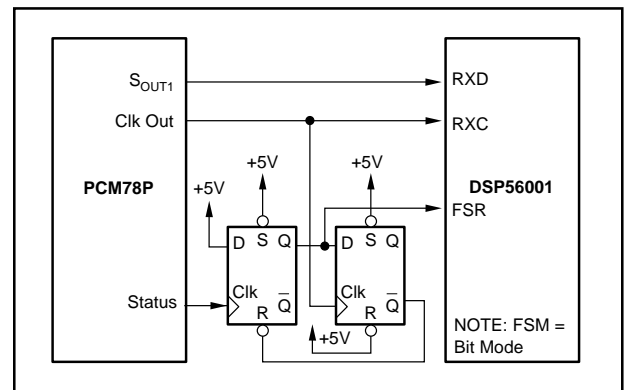 S_OUT1
RXD
Clk Out
RXC
+5V
+5V
PCM78P
+5V
DSP56001
FSR
D S Q
D S Q
Clk
Clk
Status
Q̅
Q̅
R
R
+5V
NOTE: FSM =
Bit Mode